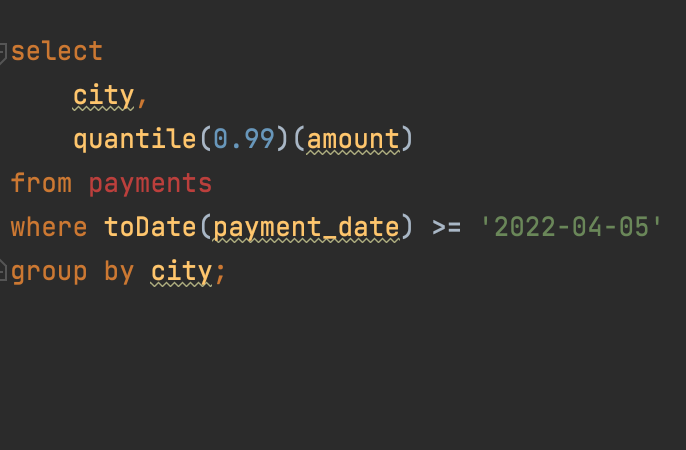 select
    city,
    quantile(0.99)(amount)
from payments
where toDate(payment_date) >= '2022-04-05'
group by city;